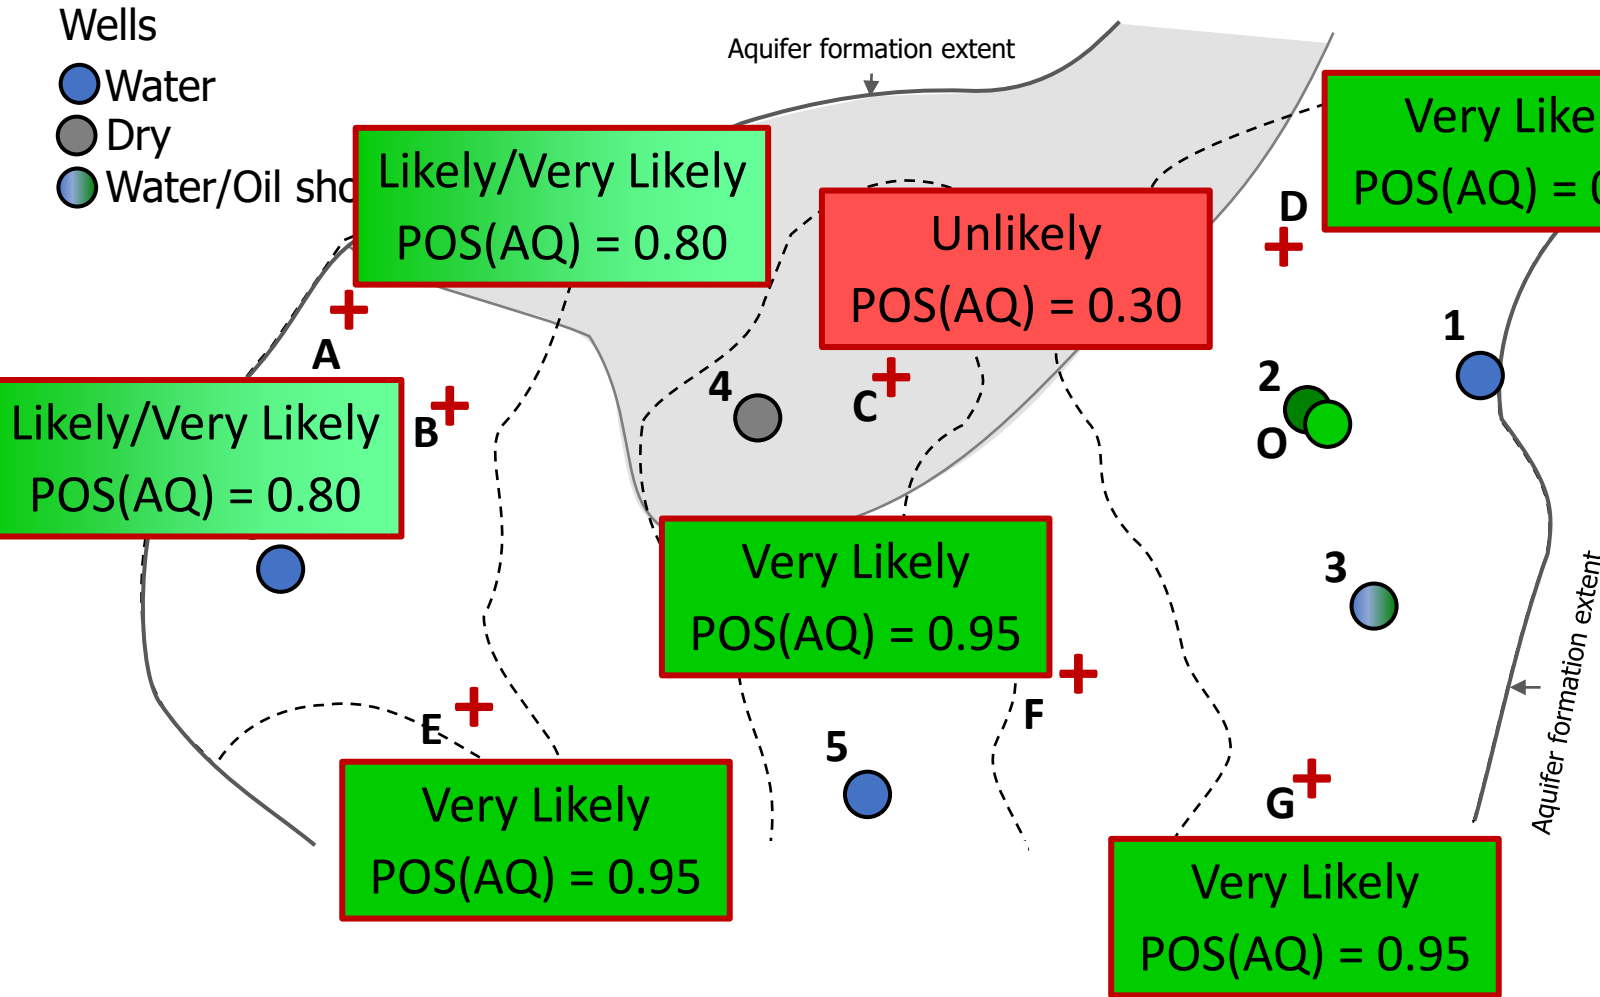 Wells
Water
Dry
Water/Oil sho
Aquifer formation extent
Likely/Very Likely
POS(AQ) = 0.80
Unlikely
POS(AQ) = 0.30
Very Like
POS(AQ) = 0
D
A
1
Likely/Very Likely
POS(AQ) = 0.80
B
4
C
2
O
Very Likely
POS(AQ) = 0.95
3
Aquifer formation extent
E
F
5
G
Very Likely
POS(AQ) = 0.95
Very Likely
POS(AQ) = 0.95